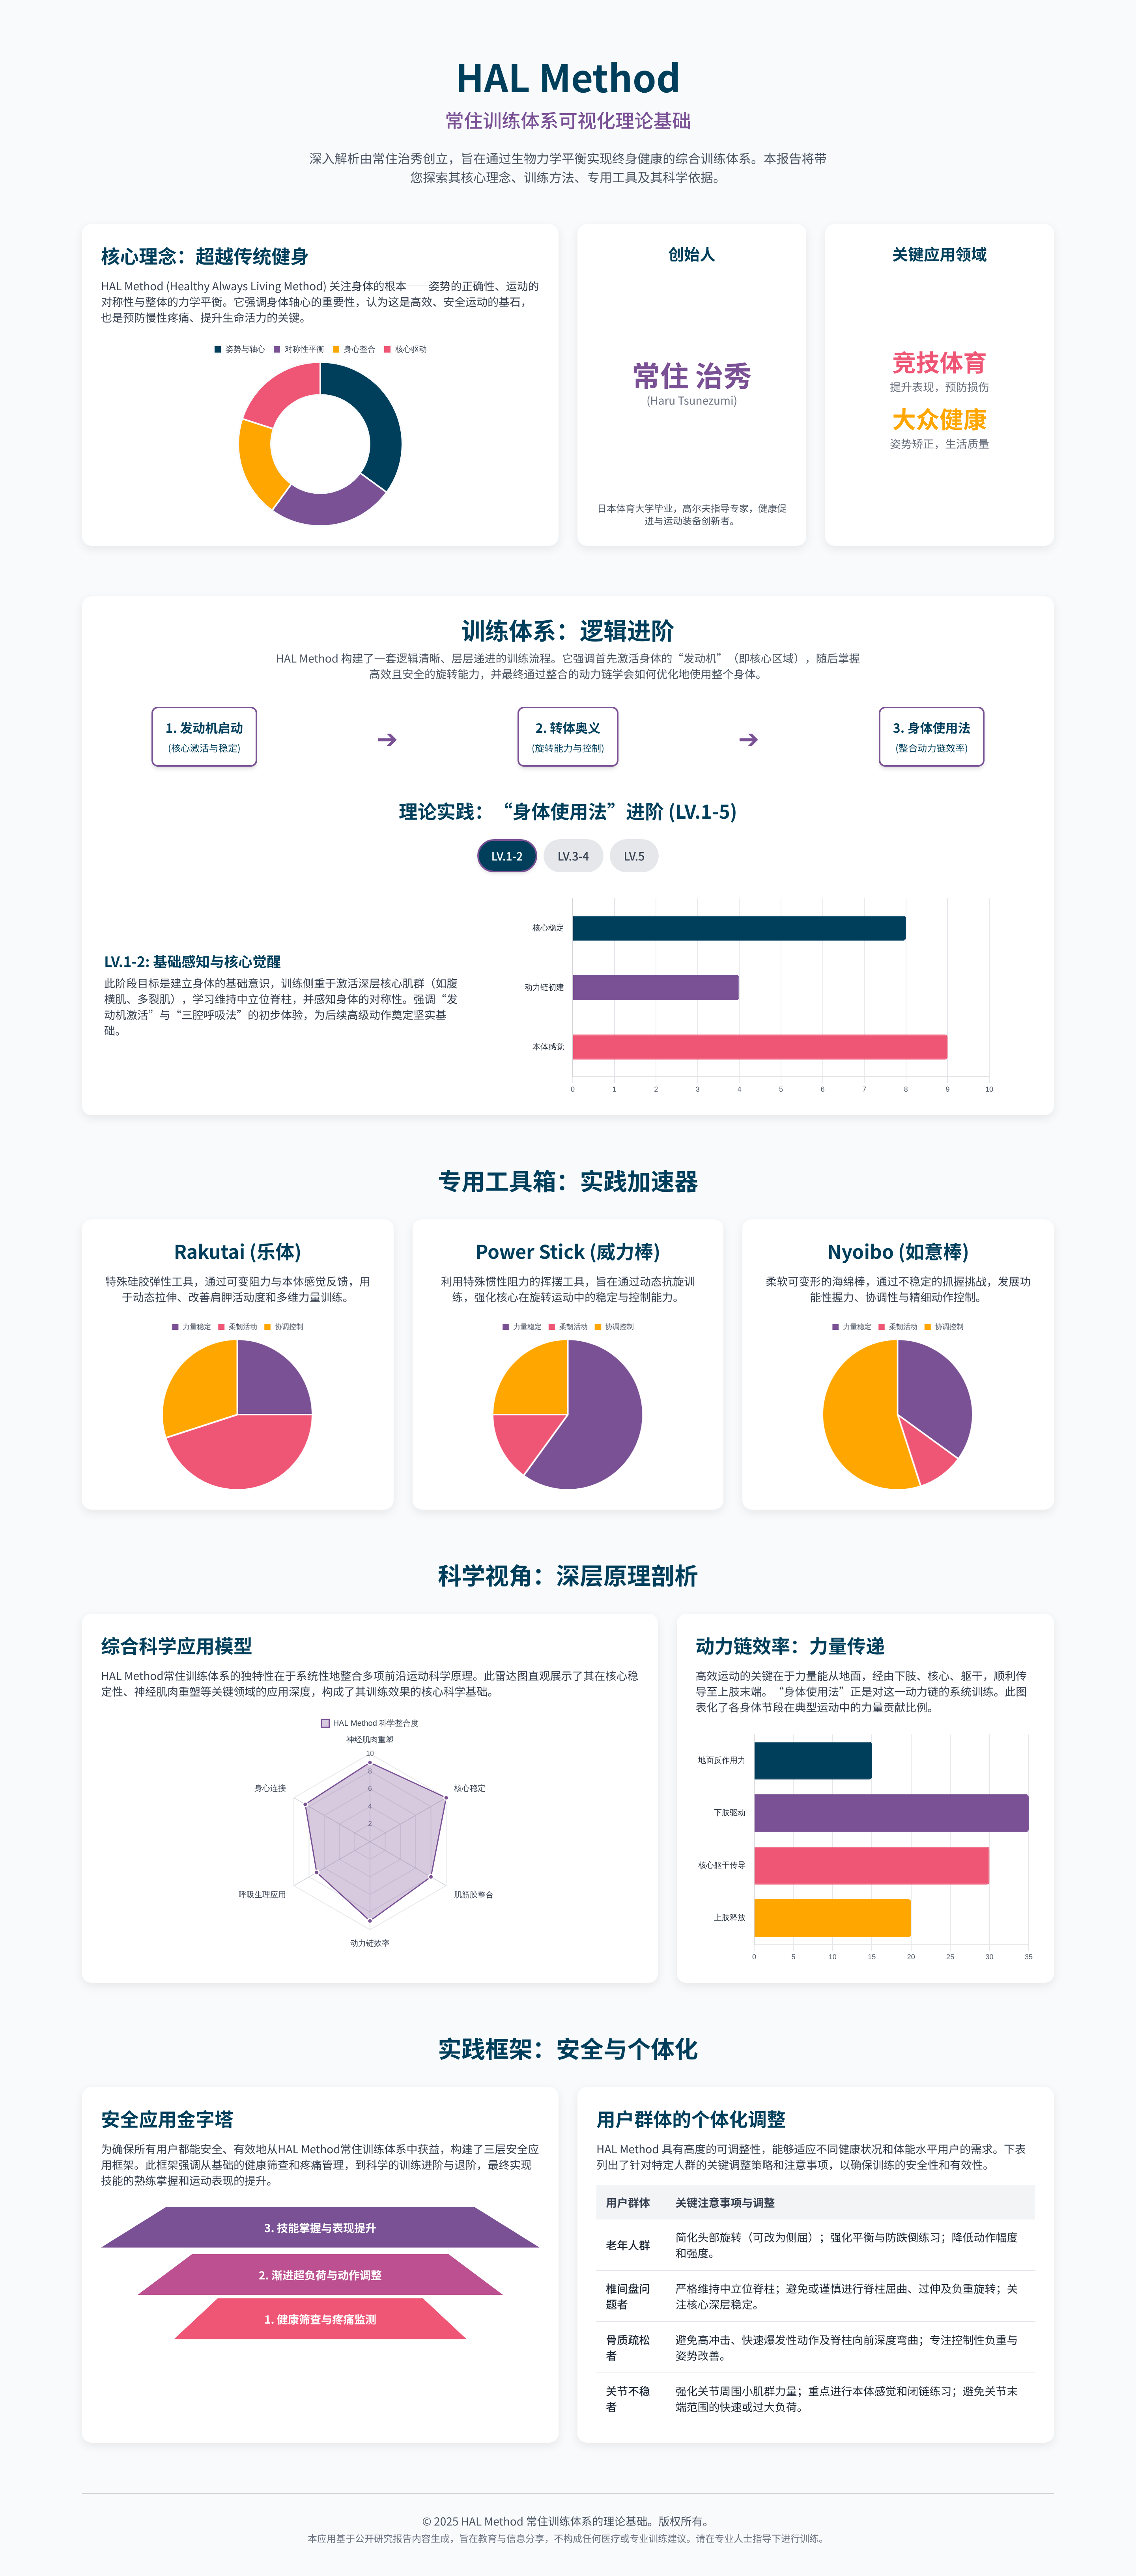 HAL Method
常住训练体系可视化理论基础
深入解析由常住治秀创立，旨在通过生物力学平衡实现终身健康的综合训练体系。本报告将带
您探索其核心理念、训练方法、专用工具及其科学依据。
核心理念：超越传统健身
HAL Method (Healthy Always Living Method) 关注身体的根本——姿势的正确性、运动的
对称性与整体的力学平衡。它强调身体轴心的重要性，认为这是高效、安全运动的基石，
也是预防慢性疼痛、提升生命活力的关键。
姿势与轴心 对称性平衡 身心整合 核心驱动
创始人
常住 治秀
(Haru Tsunezumi)
日本体育大学毕业，高尔夫指导专家，健康促
进与运动装备创新者。
关键应用领域
竞技体育
提升表现，预防损伤
大众健康
姿势矫正，生活质量
训练体系：逻辑进阶
HAL Method 构建了一套逻辑清晰、层层递进的训练流程。它强调首先激活身体的“发动机”（即核心区域），随后掌握
高效且安全的旋转能力，并最终通过整合的动力链学会如何优化地使用整个身体。
1. 发动机启动
(核心激活与稳定)
➔
2. 转体奥义
(旋转能力与控制)
➔
3. 身体使用法
(整合动力链效率)
理论实践：“身体使用法”进阶 (LV.1-5)
LV.1-2 LV.3-4 LV.5
LV.1-2: 基础感知与核心觉醒
此阶段目标是建立身体的基础意识，训练侧重于激活深层核心肌群（如腹
横肌、多裂肌），学习维持中立位脊柱，并感知身体的对称性。强调“发
动机激活”与“三腔呼吸法”的初步体验，为后续高级动作奠定坚实基
础。
核心稳定
动力链初建
本体感觉
0 1 2 3 4 5 6 7 8 9 10
专用工具箱：实践加速器
Rakutai (乐体)
特殊硅胶弹性工具，通过可变阻力与本体感觉反馈，用
于动态拉伸、改善肩胛活动度和多维力量训练。
力量稳定 柔韧活动 协调控制
Power Stick (威力棒)
利用特殊惯性阻力的挥摆工具，旨在通过动态抗旋训
练，强化核心在旋转运动中的稳定与控制能力。
力量稳定 柔韧活动 协调控制
Nyoibo (如意棒)
柔软可变形的海绵棒，通过不稳定的抓握挑战，发展功
能性握力、协调性与精细动作控制。
力量稳定 柔韧活动 协调控制
科学视角：深层原理剖析
综合科学应用模型
HAL Method常住训练体系的独特性在于系统性地整合多项前沿运动科学原理。此雷达图直观展示了其在核心稳
定性、神经肌肉重塑等关键领域的应用深度，构成了其训练效果的核心科学基础。
HAL Method 科学整合度
神经肌肉重塑
10
8
6
4
2
身心连接
核心稳定
呼吸生理应用
肌筋膜整合
动力链效率
动力链效率：力量传递
高效运动的关键在于力量能从地面，经由下肢、核心、躯干，顺利传
导至上肢末端。“身体使用法”正是对这一动力链的系统训练。此图
表化了各身体节段在典型运动中的力量贡献比例。
地面反作用力
下肢驱动
核心躯干传导
上肢释放
0 5 10 15 20 25 30 35
实践框架：安全与个体化
安全应用金字塔
为确保所有用户都能安全、有效地从HAL Method常住训练体系中获益，构建了三层安全应
用框架。此框架强调从基础的健康筛查和疼痛管理，到科学的训练进阶与退阶，最终实现
技能的熟练掌握和运动表现的提升。
3. 技能掌握与表现提升
2. 渐进超负荷与动作调整
1. 健康筛查与疼痛监测
用户群体的个体化调整
HAL Method 具有高度的可调整性，能够适应不同健康状况和体能水平用户的需求。下表
列出了针对特定人群的关键调整策略和注意事项，以确保训练的安全性和有效性。
用户群体 关键注意事项与调整
老年人群 简化头部旋转（可改为侧屈）；强化平衡与防跌倒练习；降低动作幅度
和强度。
椎间盘问 严格维持中立位脊柱；避免或谨慎进行脊柱屈曲、过伸及负重旋转；关
题者 注核心深层稳定。
骨质疏松 避免高冲击、快速爆发性动作及脊柱向前深度弯曲；专注控制性负重与
者 姿势改善。
关节不稳 强化关节周围小肌群力量；重点进行本体感觉和闭链练习；避免关节末
者 端范围的快速或过大负荷。
© 2025 HAL Method 常住训练体系的理论基础。版权所有。
本应用基于公开研究报告内容生成，旨在教育与信息分享，不构成任何医疗或专业训练建议。请在专业人士指导下进行训练。